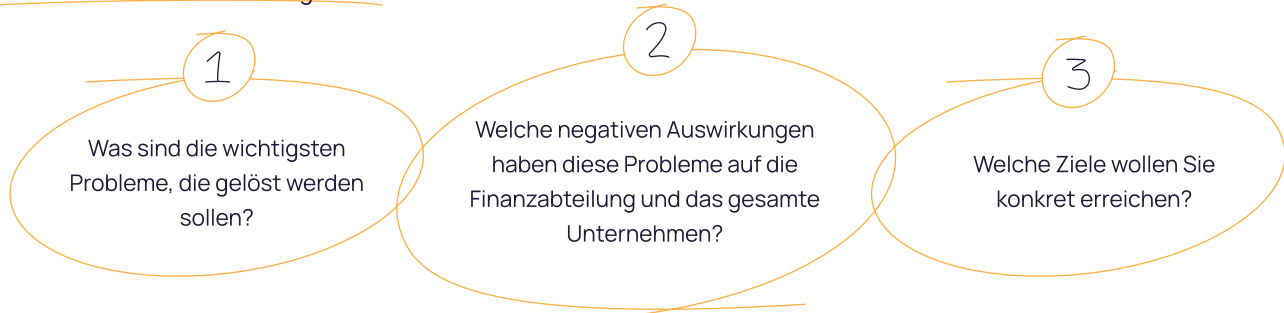 1
Was sind die wichtigsten
Probleme, die gelöst werden
sollen?
2
Welche negativen Auswirkungen
haben diese Probleme auf die
Finanzabteilung und das gesamte
Unternehmen?
3
Welche Ziele wollen Sie
konkret erreichen?